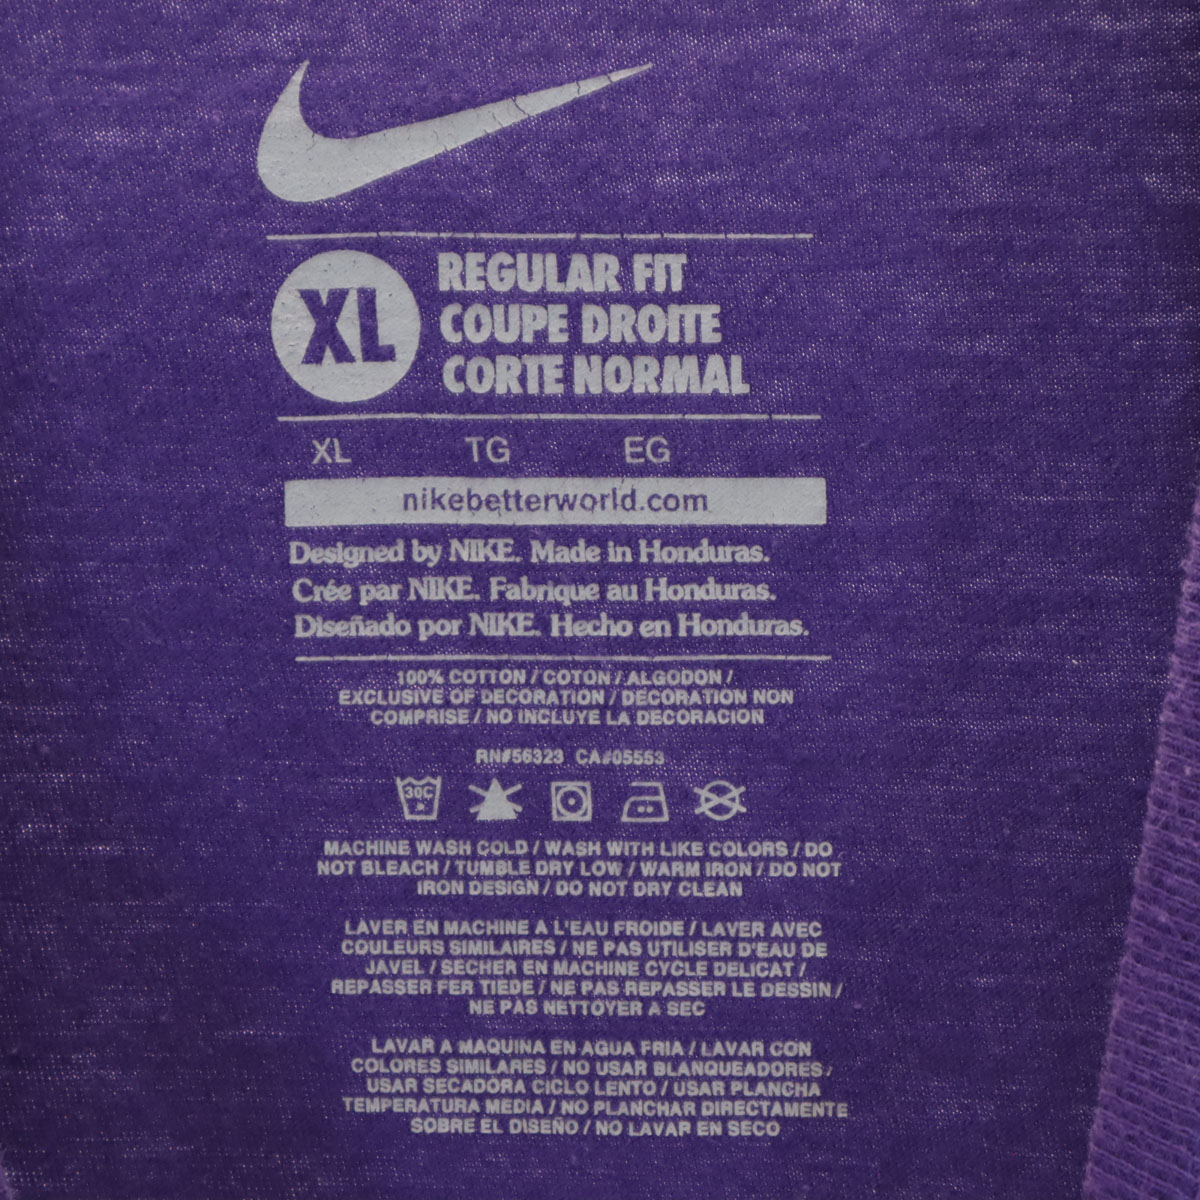 XL
REGULAR FIT
COUPE DROITE
CORTE NORMAL
XL TG EG
nikebetterworld.com
Designed by NIKE. Made in Honduras.
Crée par NIKE. Fabrique au Honduras.
Diseñado por NIKE. Hecho en Honduras.
100% COTTON / COTON / ALGODON /
EXCLUSIVE OF DECORATION / DECORATION NON
COMPRISE / NO INCLUYE LA DECORACION
RN#56323 CA#05553
30C
MACHINE WASH COLD / WASH WITH LIKE COLORS / DO
NOT BLEACH / TUMBLE DRY LOW / WARM IRON / DO NOT
IRON DESIGN / DO NOT DRY CLEAN
LAVER EN MACHINE A L'EAU FROIDE / LAVER AVEC
COULEURS SIMILAIRES / NE PAS UTILISER D'EAU DE
JAVEL / SECHER EN MACHINE CYCLE DELICAT /
REPASSER FER TIEDE / NE PAS REPASSER LE DESSIN /
NE PAS NETTOYER A SEC
LAVAR A MAQUINA EN AGUA FRIA / LAVAR CON
COLORES SIMILARES / NO USAR BLANQUEADORES /
USAR SECADORA CICLO LENTO / USAR PLANCHA
TEMPERATURA MEDIA / NO PLANCHAR DIRECTAMENTE
SOBRE EL DISEÑO / NO LAVAR EN SECO